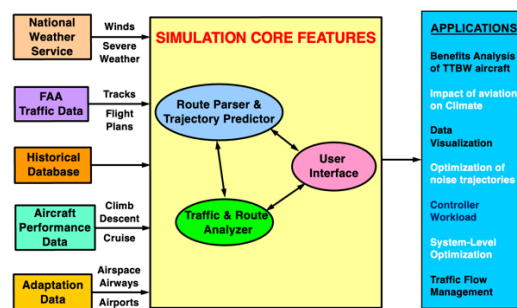 National
Weather
Service
Winds
Severe
Weather
FAA
Traffic Data
Tracks
Flight
Plans
Historical
Database
Aircraft
Performance
Data
Climb
Descent
Cruise
Adaptation
Data
Airspace
Airways
Airports
SIMULATION CORE FEATURES
Route Parser &
Trajectory Predictor
User
Interface
Traffic & Route
Analyzer
APPLICATIONS
Benefits Analysis
of TTBW aircraft
Impact of aviation
on Climate
Data
Visualization
Optimization of
noise trajectories
Controller
Workload
System-Level
Optimization
Traffic Flow
Management